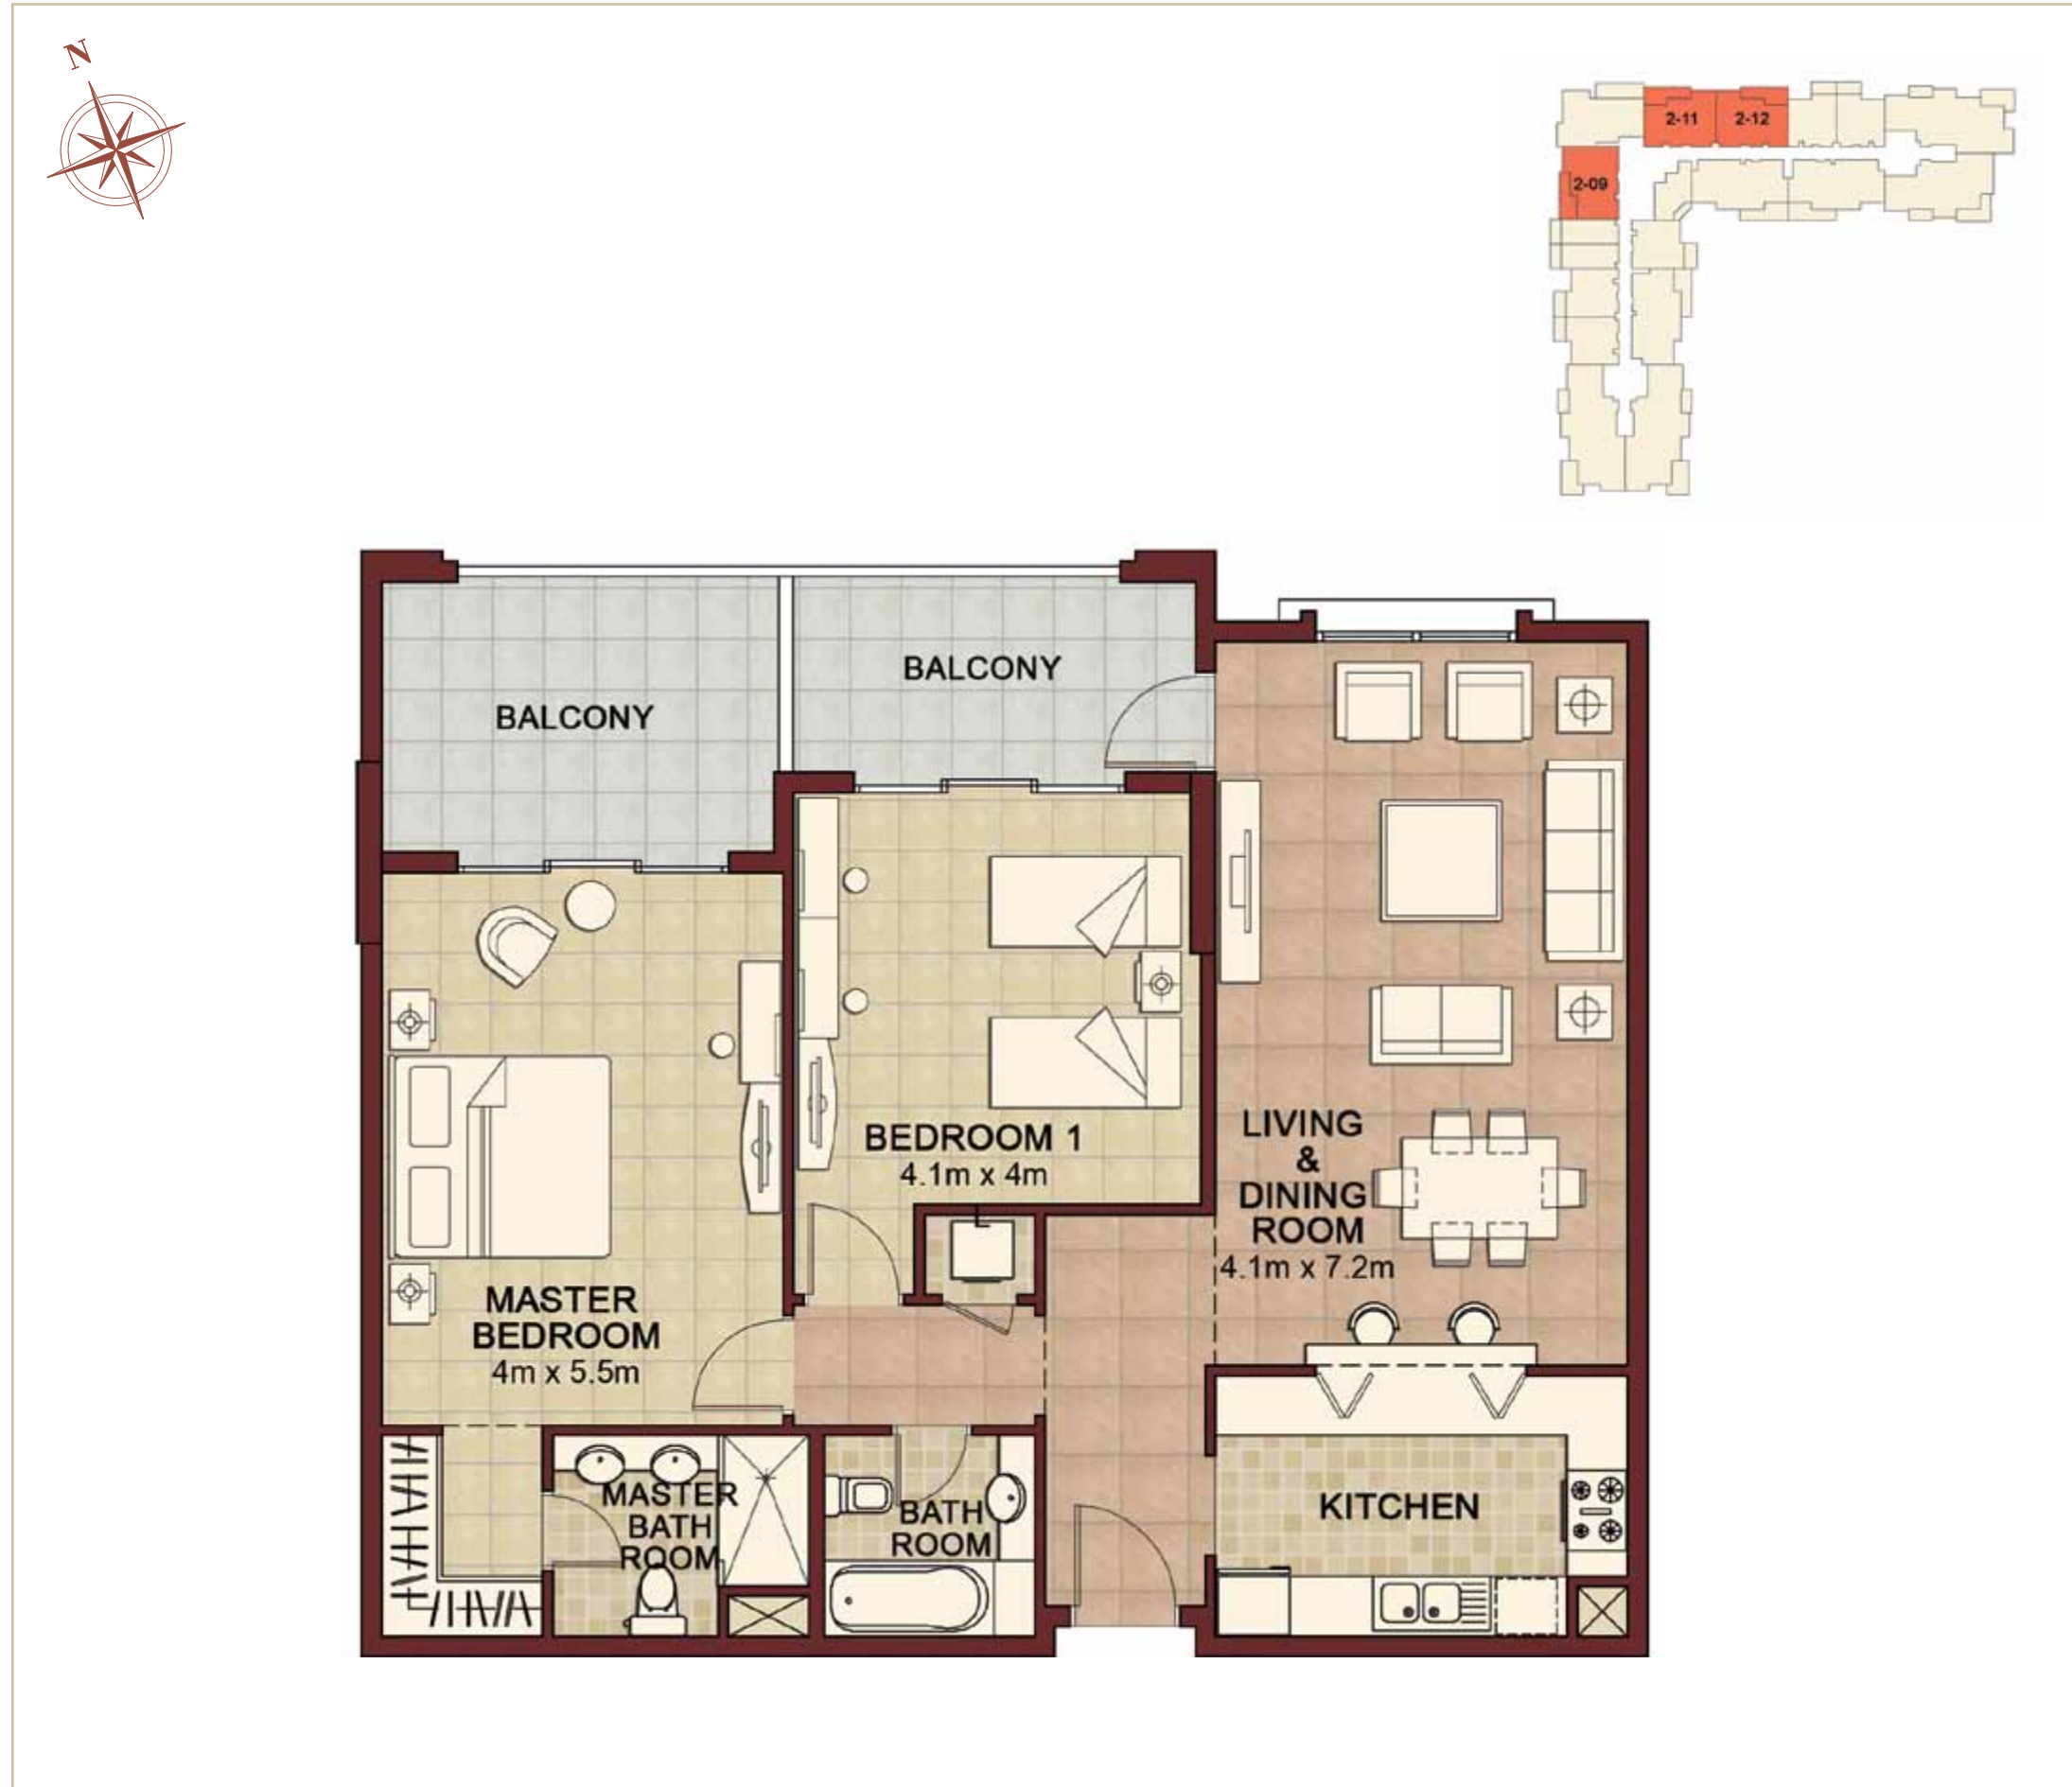 N
2-11
2-12
2-09
BALCONY
BALCONY
BEDROOM 1
4.1m x 4m
LIVING
&
DINING
ROOM
4.1m x 7.2m
MASTER
BEDROOM
4m x 5.5m
MASTER
BATH
ROOM
BATH
ROOM
KITCHEN